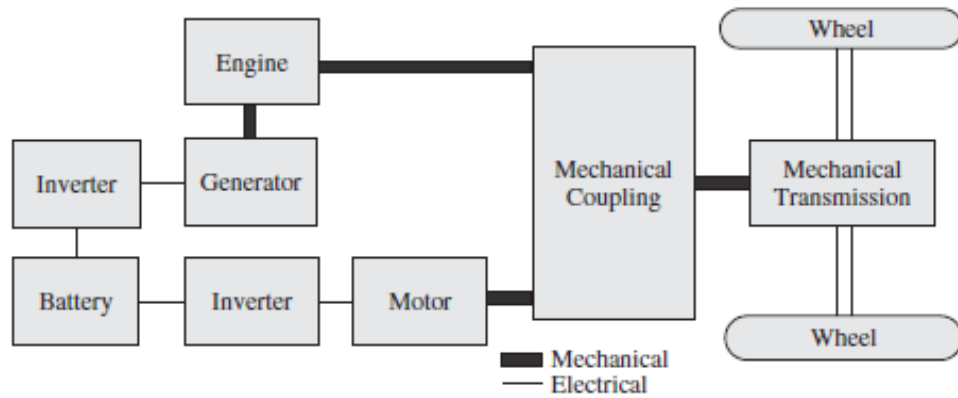 Wheel
Engine
Mechanical
Coupling
Inverter
Generator
Mechanical
Transmission
Battery
Inverter
Motor
Wheel
Mechanical
Electrical